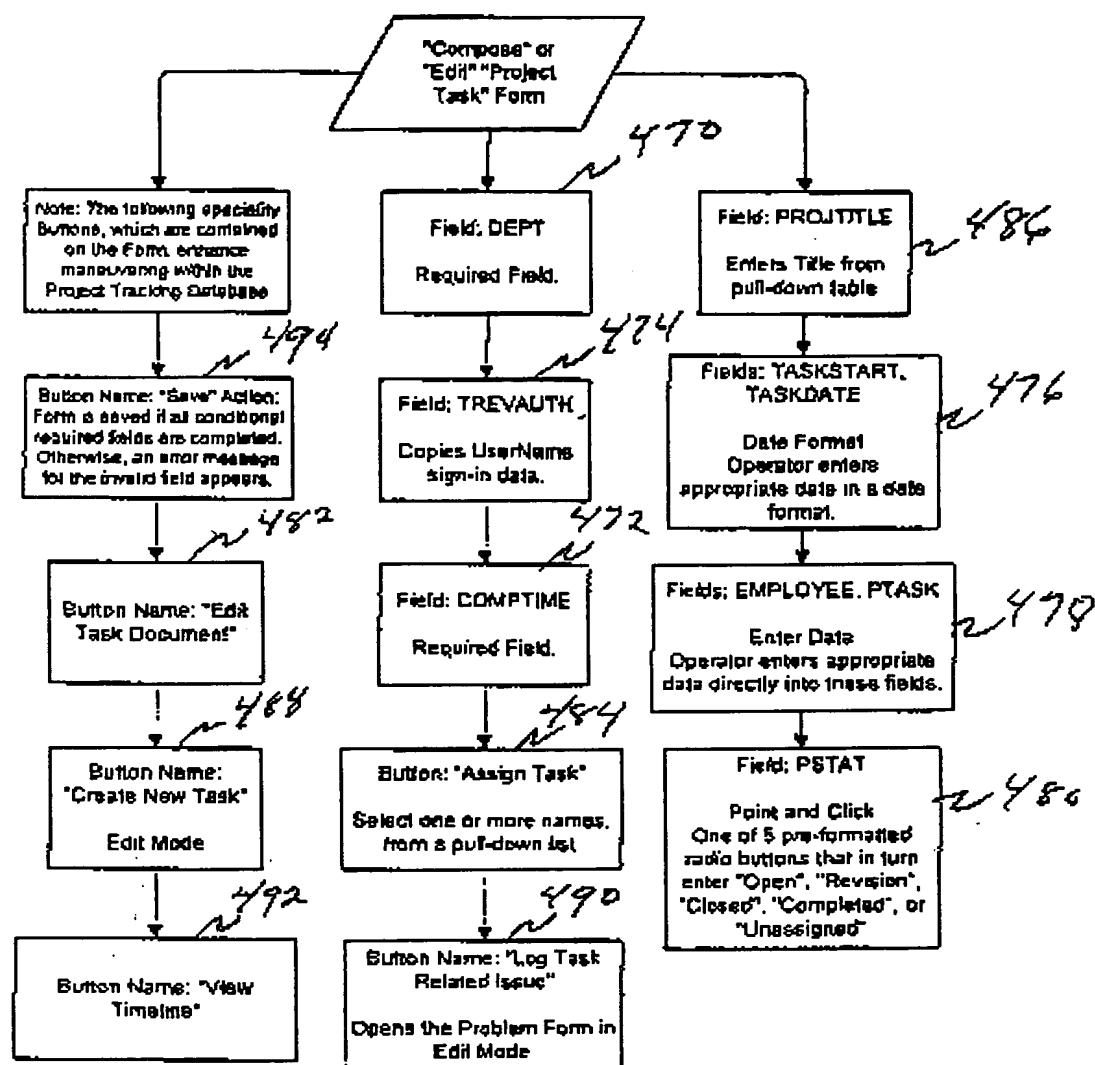 "Compose" or
"Edit" "Project
Task" Form
470
Note: The following speciality
Buttons, which are contained
on the Form, enhance
maneuvering within the
Project Tracking Database
Field: DEPT
Required Field.
Field: PROJTITLE
Enters Title from
pull-down table
486
494
Button Name: "Save" Action:
Form is saved if all conditional
required fields are completed.
Otherwise, an error message
for the invalid field appears.
474
Field: TREVAUTH
Copies UserName
sign-in data.
Fields: TASKSTART,
TASKDATE
Date Format
Operator enters
appropriate data in a date
format.
476
482
Button Name: "Edit
Task Document"
472
Field: COMPTIME
Required Field.
Fields: EMPLOYEE, PTASK
Enter Data
Operator enters appropriate
data directly into these fields.
478
488
Button Name:
"Create New Task"
Edit Mode
484
Button: "Assign Task"
Select one or more names,
from a pull-down list
Field: PSTAT
Point and Click
One of 5 pre-formatted
radio buttons that in turn
enter "Open", "Revision",
"Closed", "Completed", or
"Unassigned"
480
492
Button Name: "View
Timeline"
490
Button Name: "Log Task
Related Issue"
Opens the Problem Form in
Edit Mode